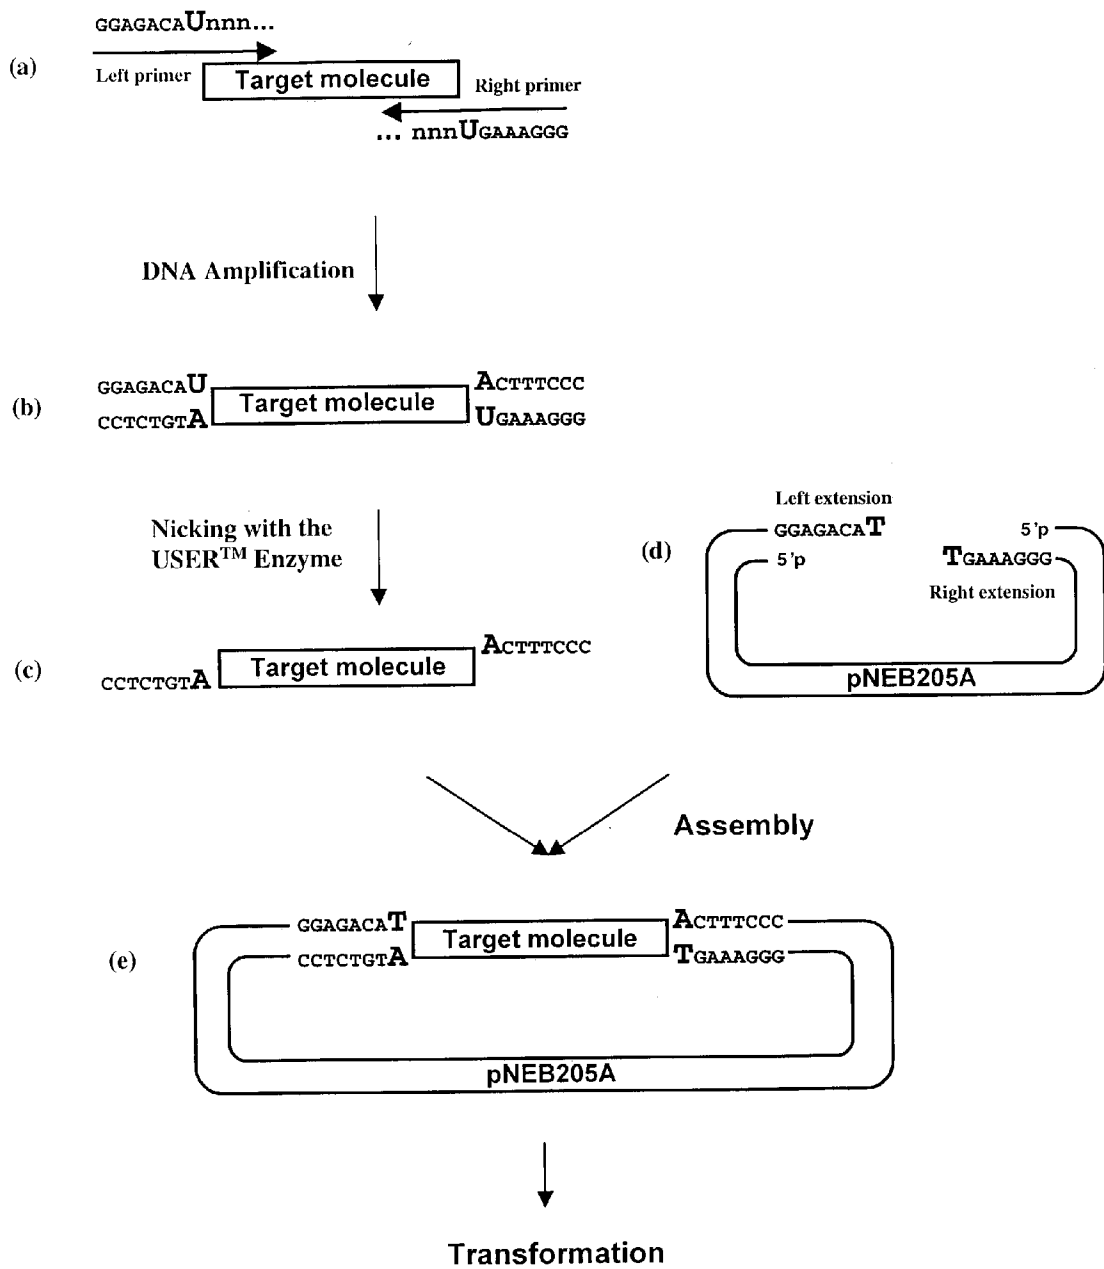 GGAGACAUnnn...
(a)
Left primer
Target molecule
Right primer
... nnnUGAAAGGG
DNA Amplification
(b)
GGAGACAU
CCTCTGTA
Target molecule
ACTTTCCC
UGAAAGGG
Nicking with the
USER™ Enzyme
(c)
CCTCTGTA
Target molecule
ACTTTCCC
(d)
Left extension
GGAGACAT
5'p
5'p
TGAAAGGG
Right extension
pNEB205A
Assembly
(e)
GGAGACAT
CCTCTGTA
Target molecule
ACTTTCCC
TGAAAGGG
pNEB205A
Transformation